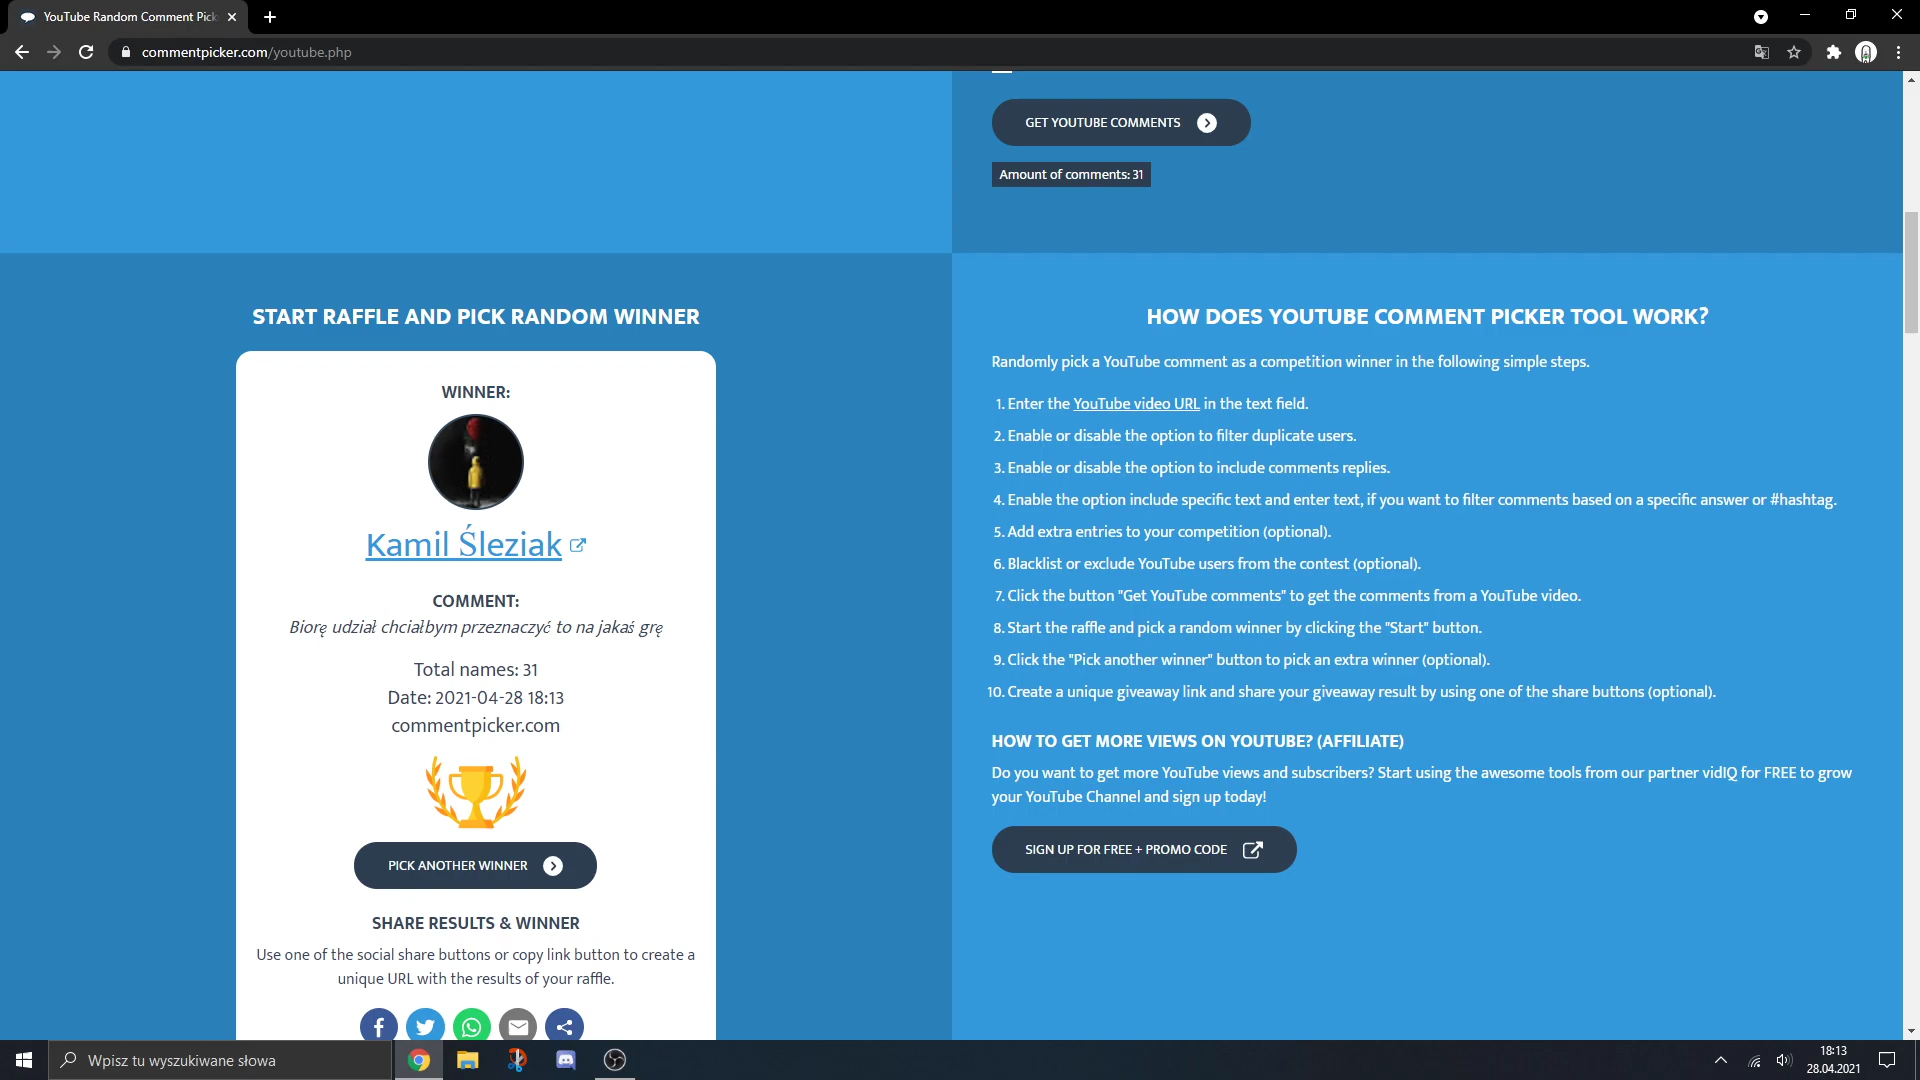 YouTube Random Comment Pick
commentpicker.com/youtube.php
GET YOUTUBE COMMENTS
Amount of comments: 31
START RAFFLE AND PICK RANDOM WINNER
WINNER:
Kamil Śleziak
COMMENT:
Biorę udział chciałbym przeznaczyć to na jakaś grę
Total names: 31
Date: 2021-04-28 18:13
commentpicker.com
PICK ANOTHER WINNER
SHARE RESULTS & WINNER
Use one of the social share buttons or copy link button to create a
unique URL with the results of your raffle.
HOW DOES YOUTUBE COMMENT PICKER TOOL WORK?
Randomly pick a YouTube comment as a competition winner in the following simple steps.
1. Enter the YouTube video URL in the text field.
2. Enable or disable the option to filter duplicate users.
3. Enable or disable the option to include comments replies.
4. Enable the option include specific text and enter text, if you want to filter comments based on a specific answer or #hashtag.
5. Add extra entries to your competition (optional).
6. Blacklist or exclude YouTube users from the contest (optional).
7. Click the button "Get YouTube comments" to get the comments from a YouTube video.
8. Start the raffle and pick a random winner by clicking the "Start" button.
9. Click the "Pick another winner" button to pick an extra winner (optional).
10. Create a unique giveaway link and share your giveaway result by using one of the share buttons (optional).
HOW TO GET MORE VIEWS ON YOUTUBE? (AFFILIATE)
Do you want to get more YouTube views and subscribers? Start using the awesome tools from our partner vidIQ for FREE to grow
your YouTube Channel and sign up today!
SIGN UP FOR FREE + PROMO CODE
Wpisz tu wyszukiwane słowa
18:13
28.04.2021